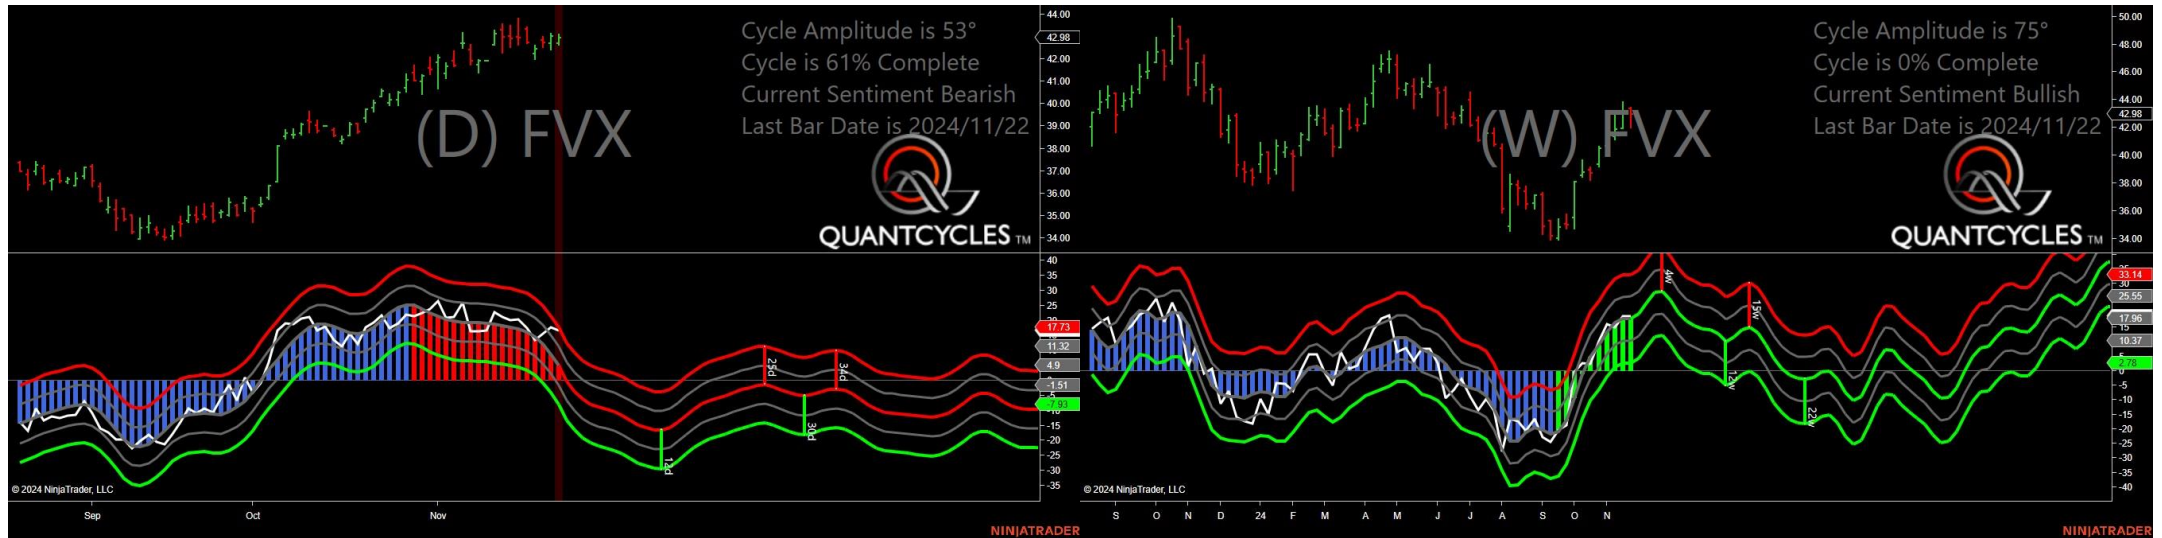 Cycle Amplitude is 53°
Cycle is 61% Complete
Current Sentiment Bearish
Last Bar Date is 2024/11/22
(D) FVX
QUANTCYCLES TM
44.00
42.98
42.00
41.00
40.00
39.00
38.00
37.00
36.00
35.00
34.00
40
35
30
25
17.73
11.32
4.9
-1.51
-7.93
-15
-20
-25
-30
-35
12d
25d
30d
34d
© 2024 NinjaTrader, LLC
Sep
Oct
Nov
NINJATRADER
Cycle Amplitude is 75°
Cycle is 0% Complete
Current Sentiment Bullish
Last Bar Date is 2024/11/22
(W) FVX
QUANTCYCLES TM
50.00
48.00
46.00
44.00
42.98
42.00
40.00
38.00
36.00
34.00
33.14
30
25.55
17.96
15
10.37
2.78
-5
-10
-15
-20
-25
-30
-35
-40
4w
12w
15w
22w
© 2024 NinjaTrader, LLC
S
O
N
D
24
F
M
A
M
J
J
A
S
O
N
NINJATRADER